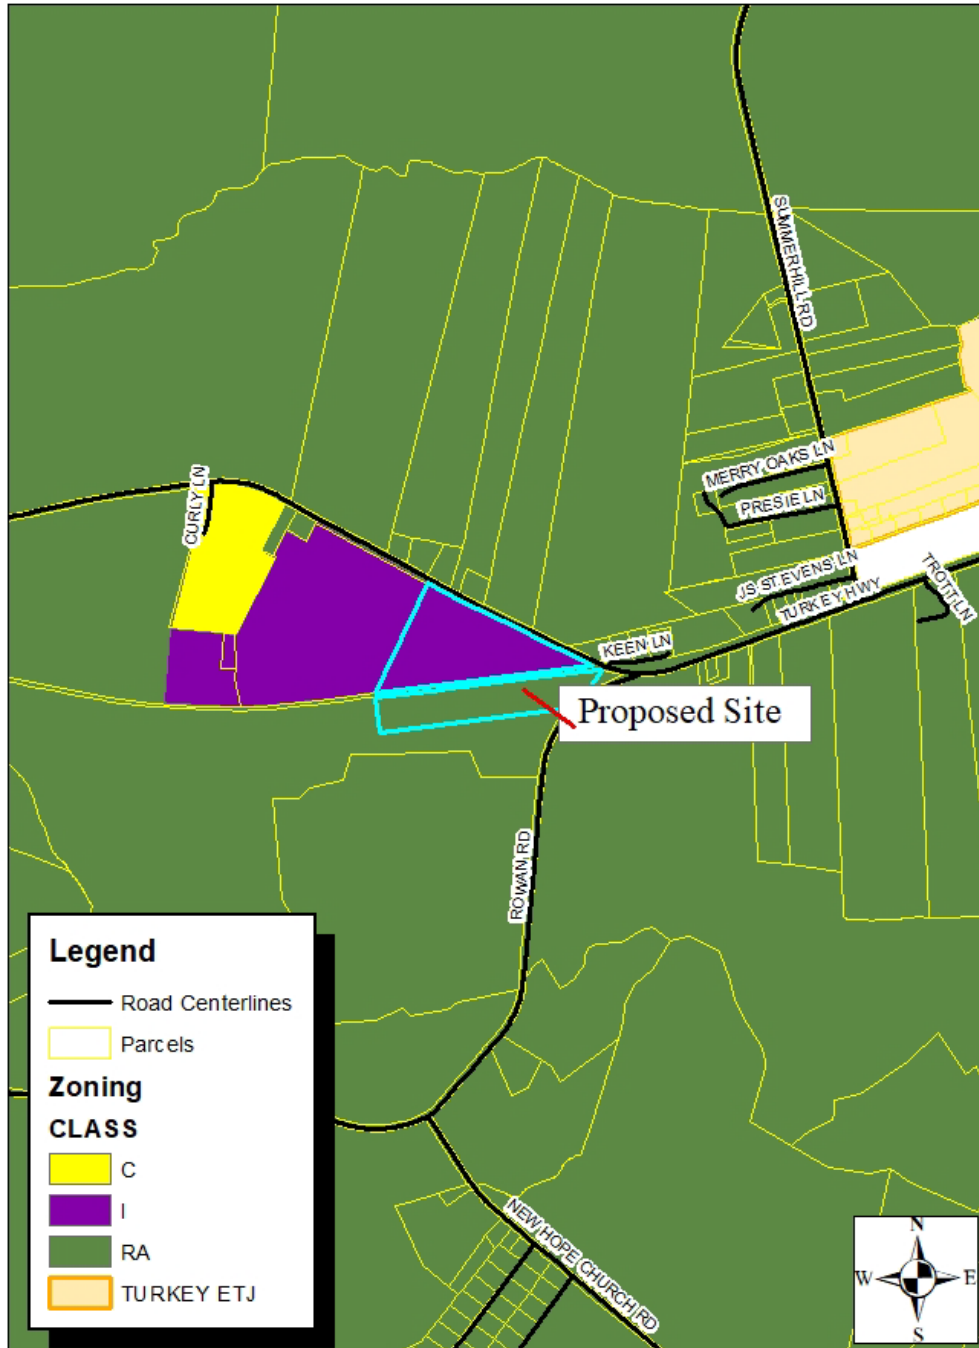 SUMMERHILL RD
MERRY OAKS LN
PRESIE LN
CURLY LN
JS STEVENS LN
TROTT LN
TURKEY HWY
KEEN LN
Proposed Site
ROWAN RD
Legend
Road Centerlines
Parcels
Zoning
CLASS
C
I
RA
TURKEY ETJ
NEW HOPE CHURCH RD
N
W E
S